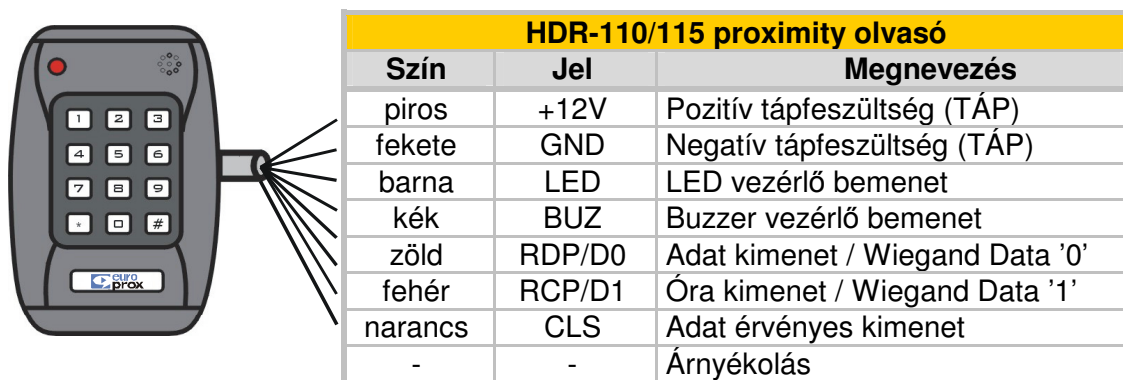 HDR-110/115 proximity olvasó
Szín Jel Megnevezés
piros +12V Pozitív tápfeszültség (TÁP)
fekete GND Negatív tápfeszültség (TÁP)
barna LED LED vezérlő bemenet
kék BUZ Buzzer vezérlő bemenet
zöld RDP/D0 Adat kimenet / Wiegand Data ’0’
fehér RCP/D1 Óra kimenet / Wiegand Data ’1’
narancs CLS Adat érvényes kimenet
- - Árnyékolás
1 2 3
4 5 6
7 8 9
* 0 #
euro
prox